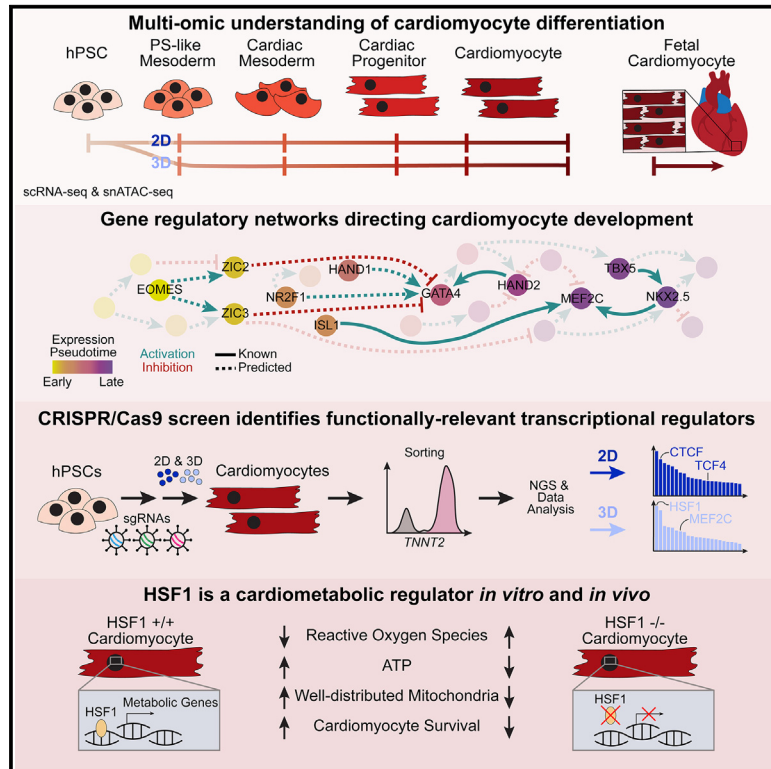 Multi-omic understanding of cardiomyocyte differentiation
hPSC
PS-like
Mesoderm
Cardiac
Mesoderm
Cardiac
Progenitor
Cardiomyocyte
Fetal
Cardiomyocyte
2D
3D
scRNA-seq & snATAC-seq
Gene regulatory networks directing cardiomyocyte development
EOMES
ZIC2
ZIC3
NR2F1
HAND1
ISL1
GATA4
HAND2
MEF2C
TBX5
NKX2.5
Expression
Pseudotime
Early
Late
Activation
Inhibition
Known
Predicted
CRISPR/Cas9 screen identifies functionally-relevant transcriptional regulators
hPSCs
2D & 3D
sgRNAs
Cardiomyocytes
Sorting
TNNT2
NGS &
Data
Analysis
2D
CTCF
TCF4
3D
HSF1
MEF2C
HSF1 is a cardiometabolic regulator in vitro and in vivo
HSF1 +/+
Cardiomyocyte
HSF1
Metabolic Genes
Reactive Oxygen Species
ATP
Well-distributed Mitochondria
Cardiomyocyte Survival
HSF1 -/-
Cardiomyocyte
HSF1